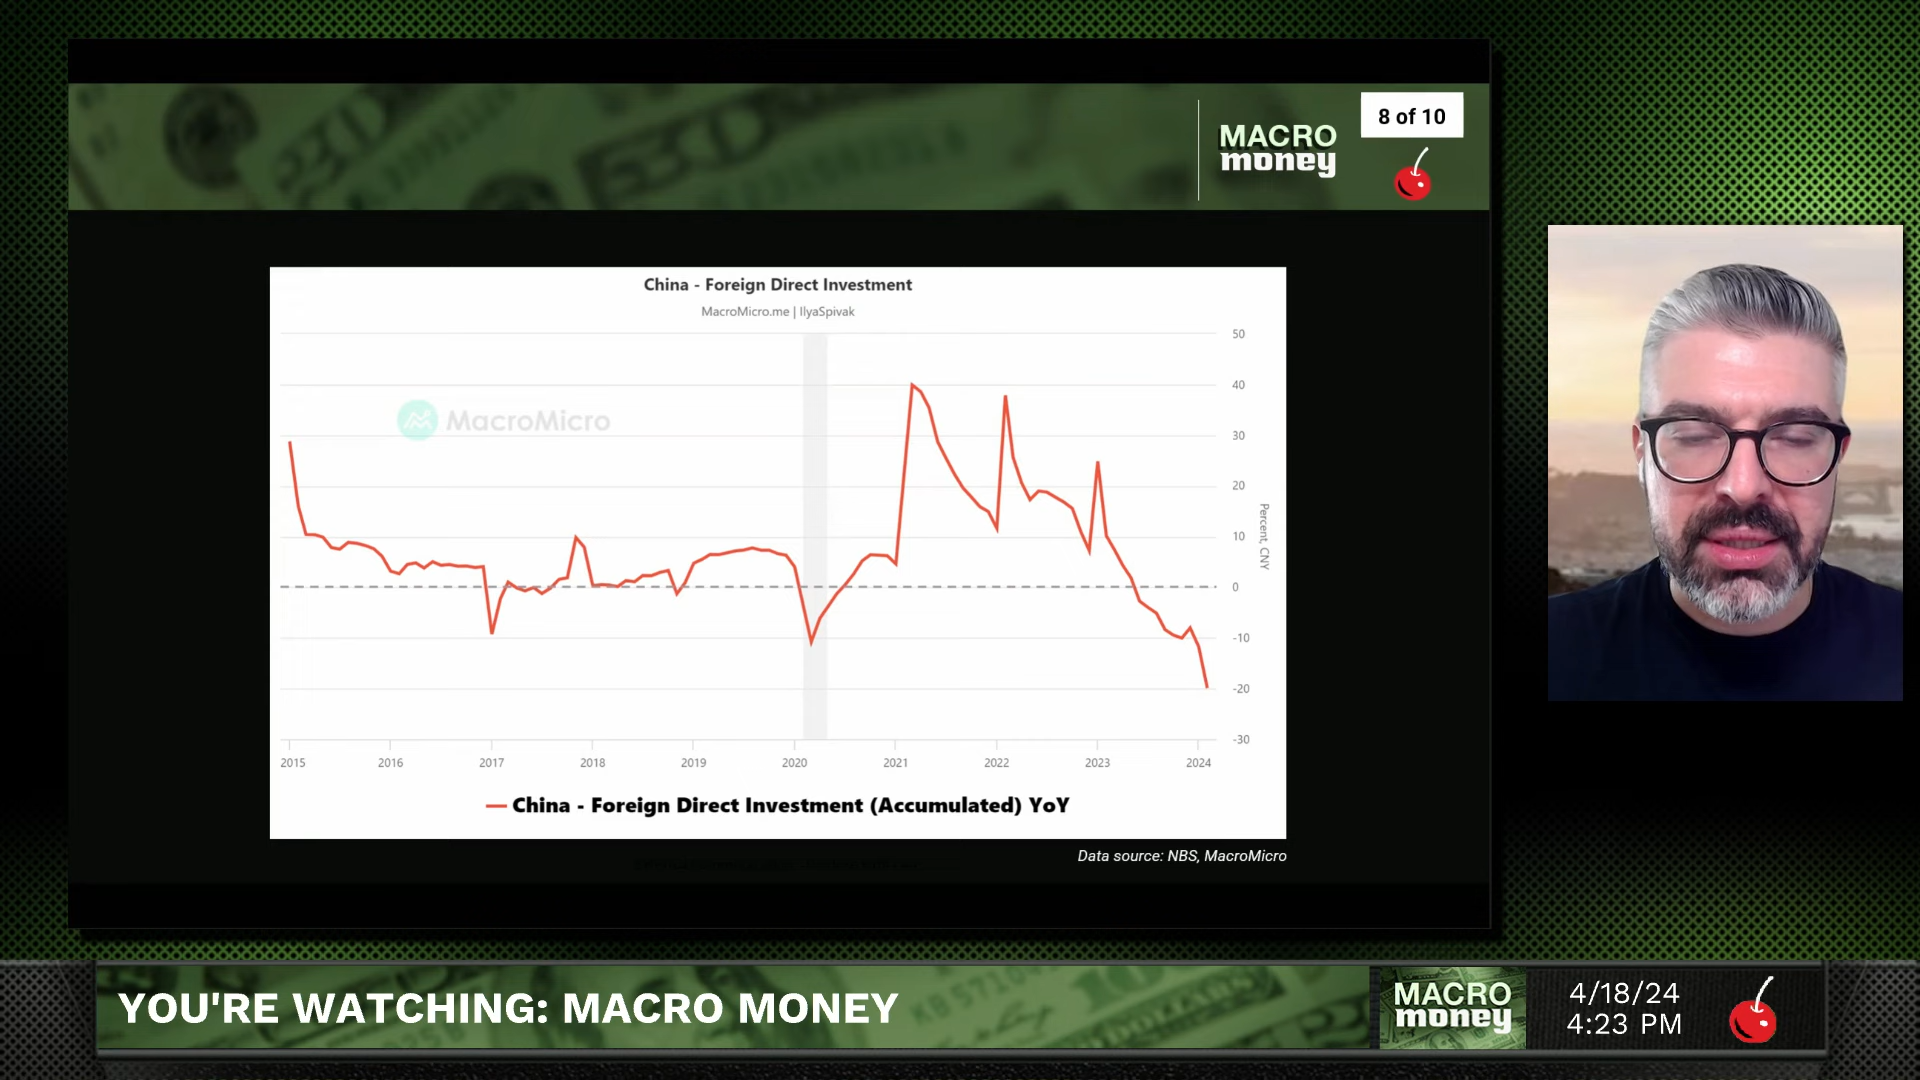 MACRO
money
8 of 10
China - Foreign Direct Investment
MacroMicro.me | IlyaSpivak
MacroMicro
50
40
30
20
10
0
-10
-20
-30
Percent, CNY
2015 2016 2017 2018 2019 2020 2021 2022 2023 2024
China - Foreign Direct Investment (Accumulated) YoY
Data source: NBS, MacroMicro
YOU'RE WATCHING: MACRO MONEY
MACRO
money
4/18/24
4:23 PM